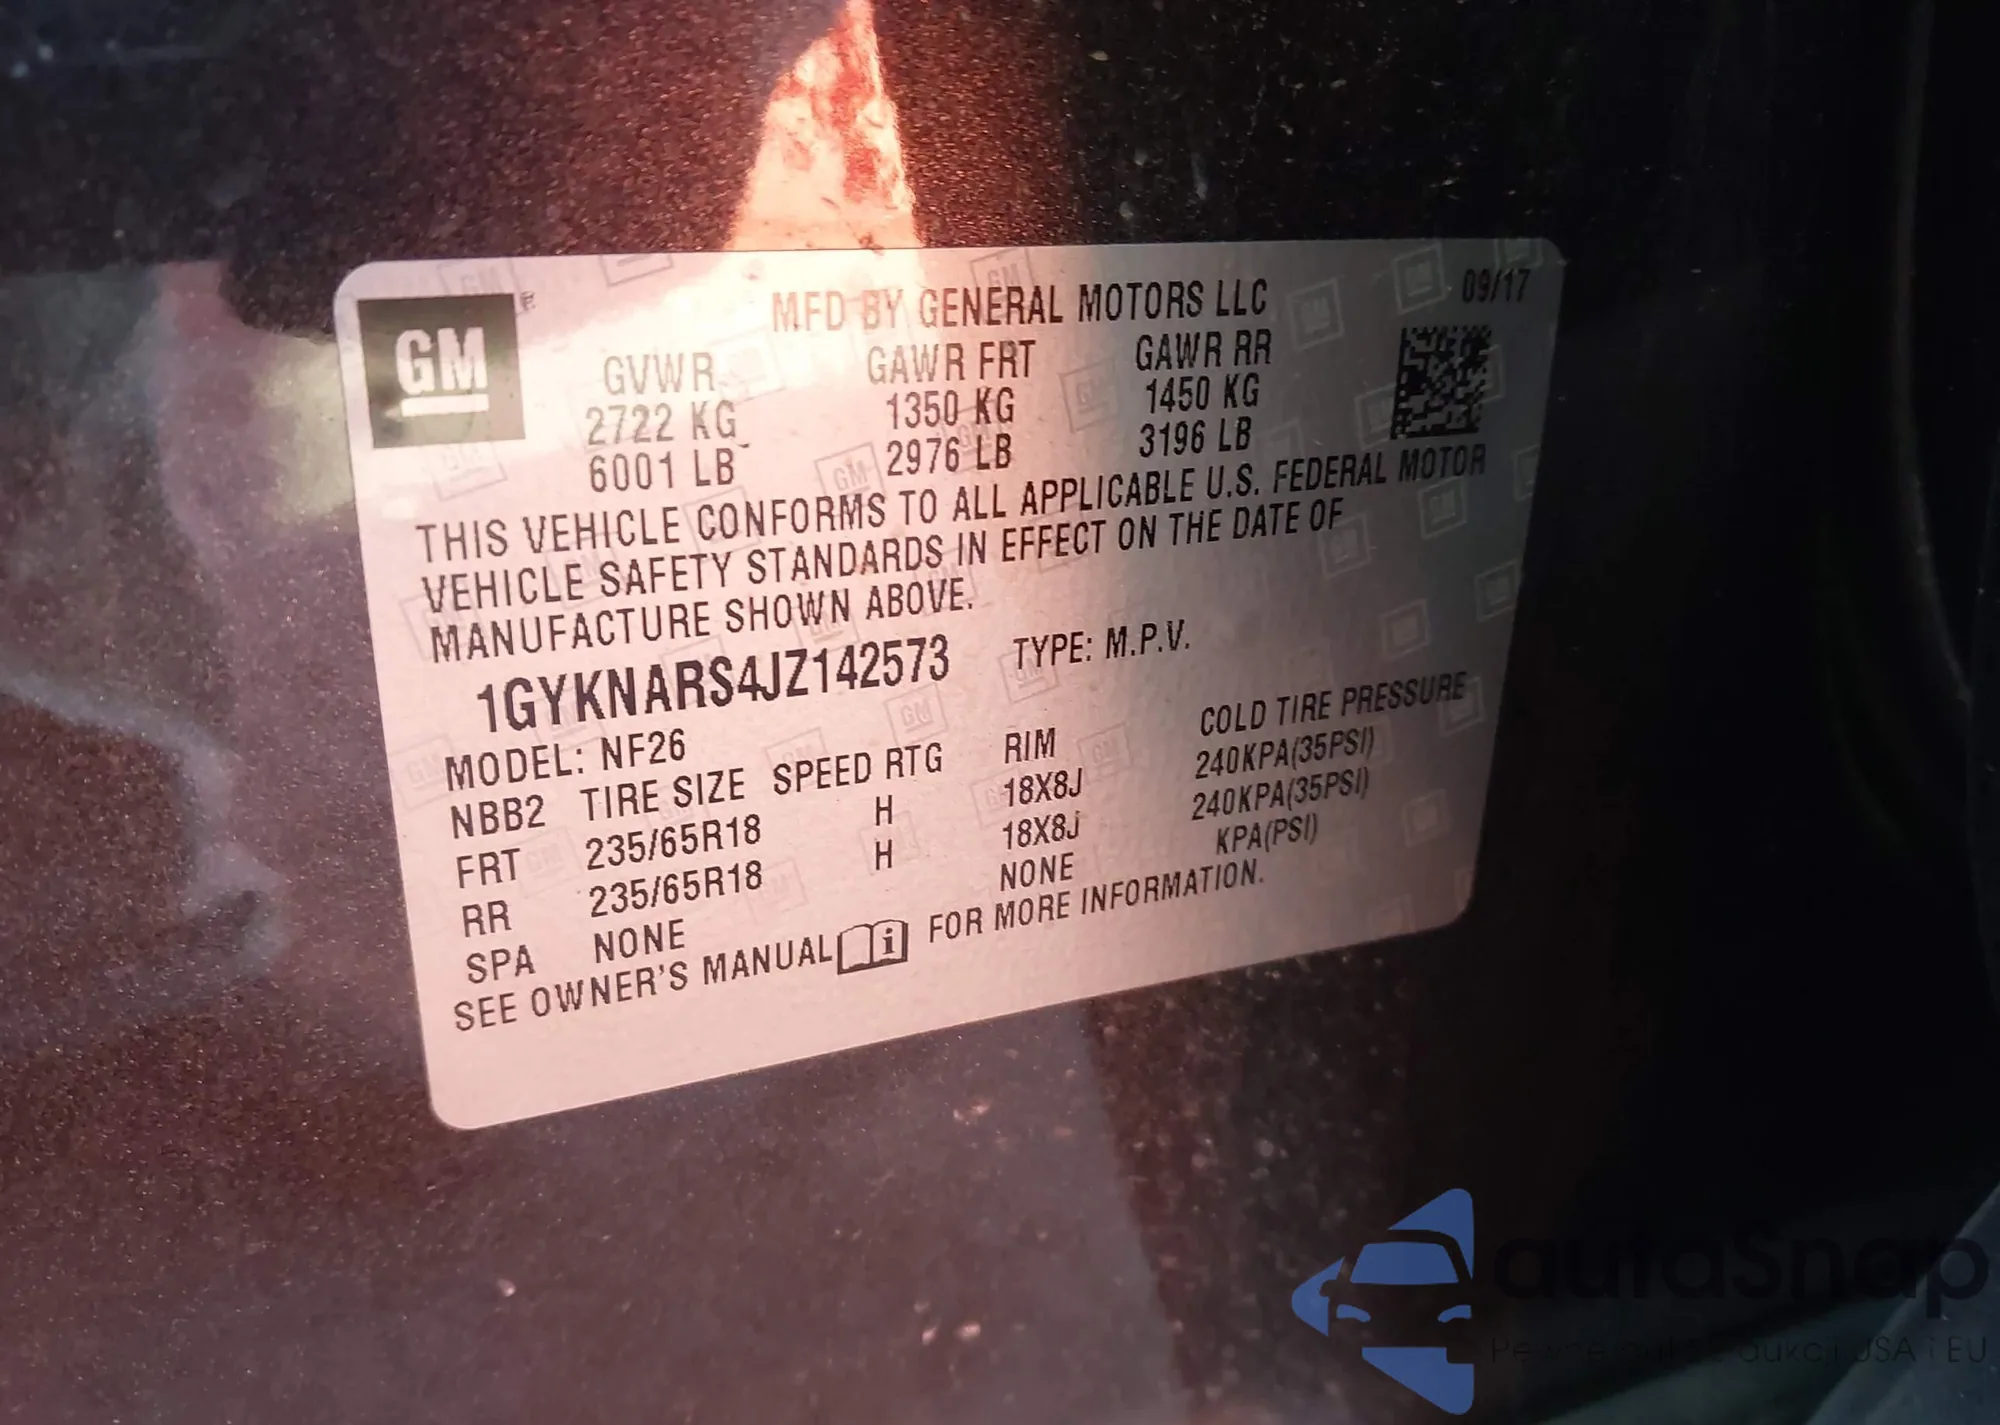 GM
MFD BY GENERAL MOTORS LLC 09/17
GVWR GAWR FRT GAWR RR
2722 KG 1350 KG 1450 KG
6001 LB 2976 LB 3196 LB
THIS VEHICLE CONFORMS TO ALL APPLICABLE U.S. FEDERAL MOTOR
VEHICLE SAFETY STANDARDS IN EFFECT ON THE DATE OF
MANUFACTURE SHOWN ABOVE.
1GYKNARS4JZ142573 TYPE: M.P.V.
MODEL: NF26
NBB2 TIRE SIZE SPEED RTG RIM COLD TIRE PRESSURE
FRT 235/65R18 H 18X8J 240KPA(35PSI)
RR 235/65R18 H 18X8J 240KPA(35PSI)
SPA NONE NONE KPA(PSI)
SEE OWNER'S MANUAL i FOR MORE INFORMATION.
autaSnap
aukcji USA i EU